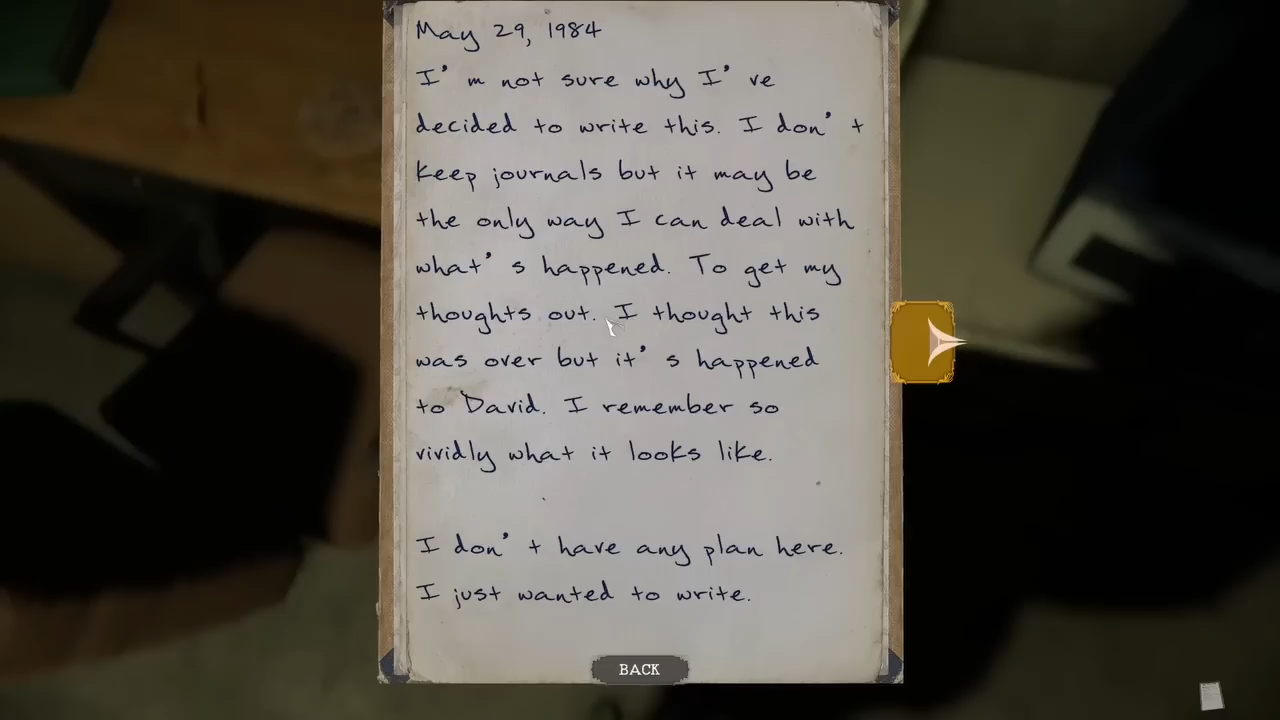 May 29, 1984
I'm not sure why I've
decided to write this. I don't
keep journals but it may be
the only way I can deal with
what's happened. To get my
thoughts out. I thought this
was over but it's happened
to David. I remember so
vividly what it looks like.
I don't have any plan here.
I just wanted to write.
BACK